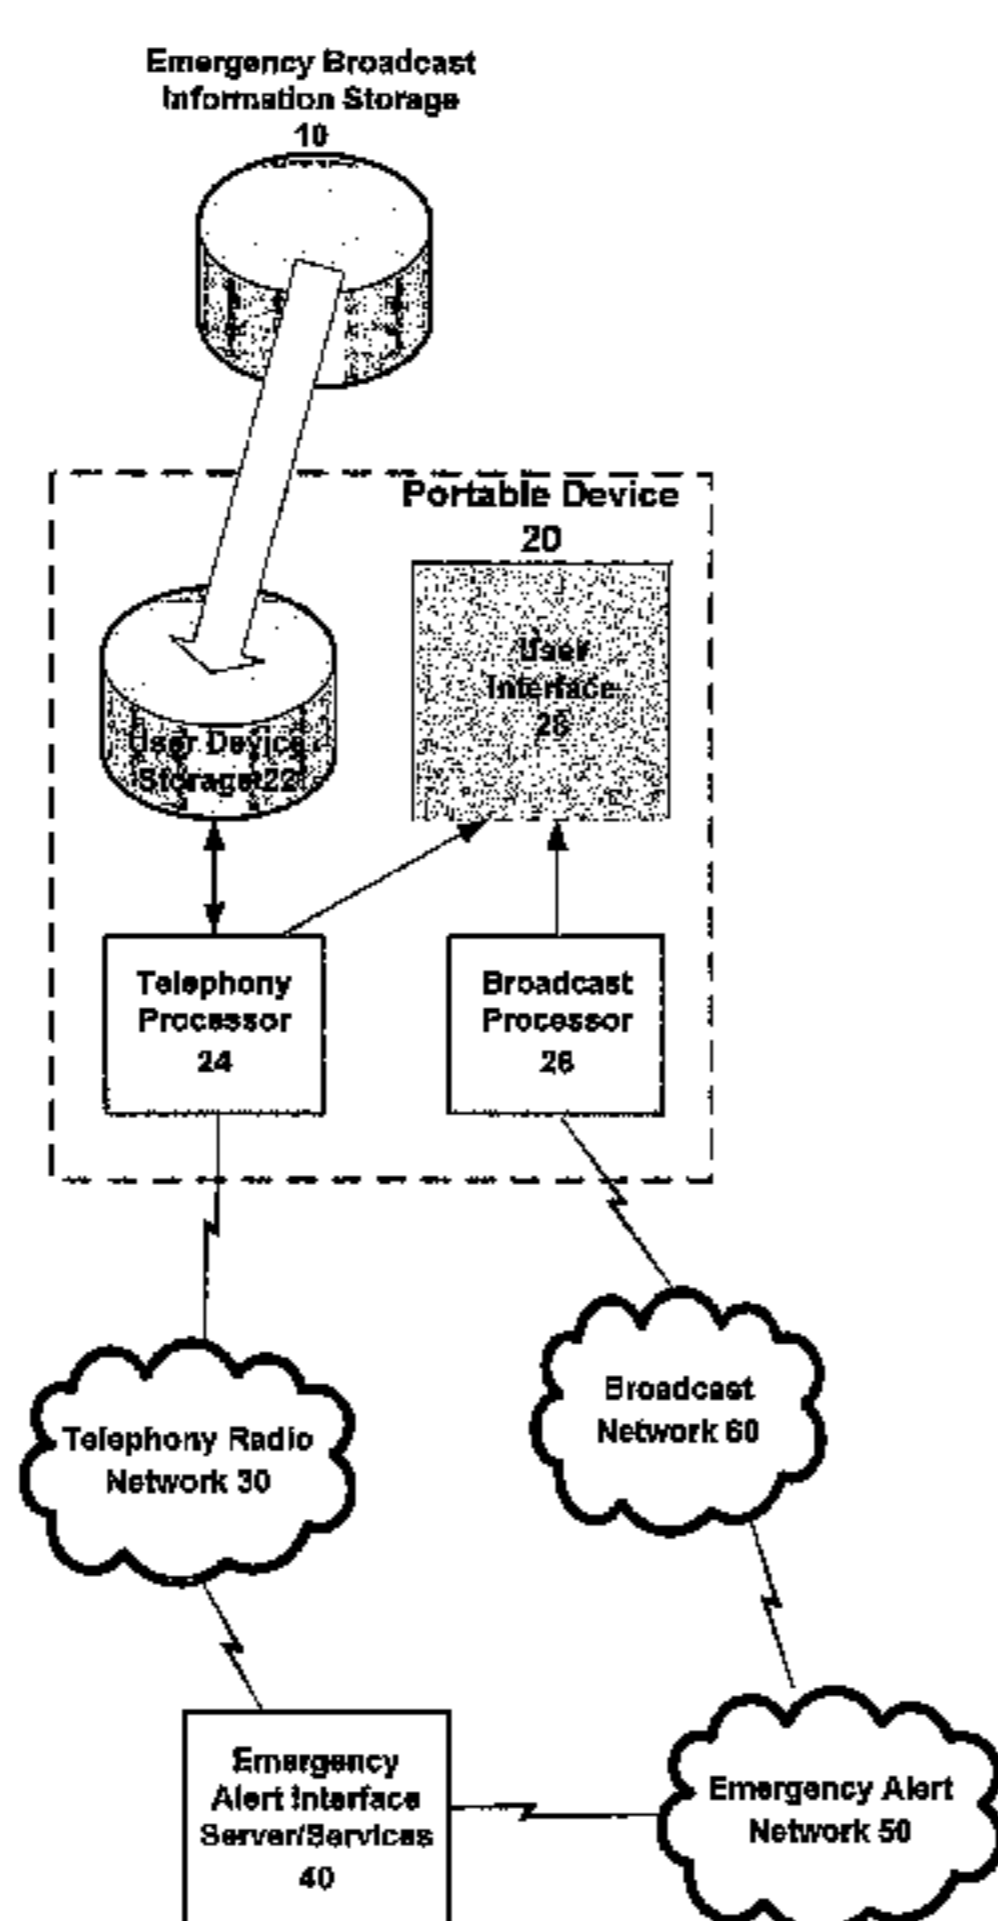 Emergency Broadcast
Information Storage
10
Portable Device
20
User
Interface
28
User Device
Storage 22
Telephony
Processor
24
Broadcast
Processor
26
Broadcast
Network 60
Telephony Radio
Network 30
Emergency
Alert Interface
Server/Services
40
Emergency Alert
Network 50